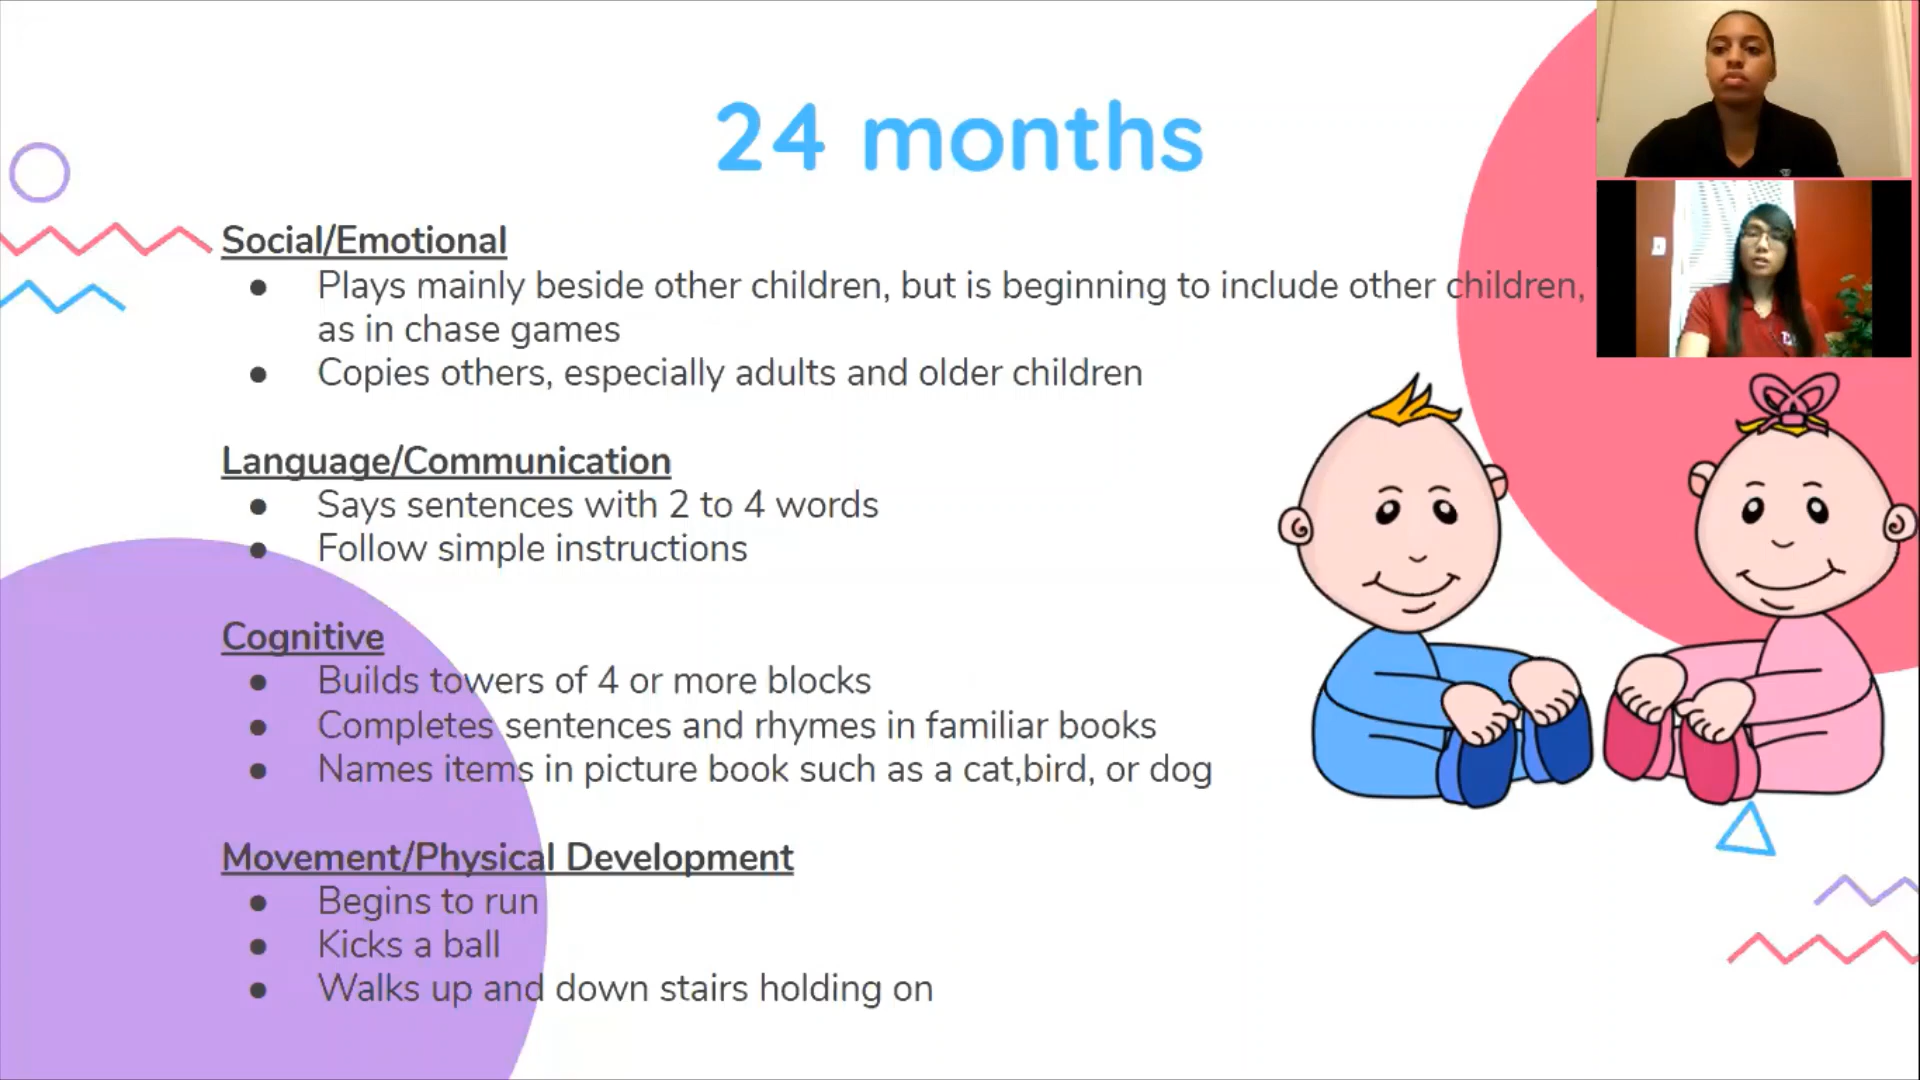 24 months
Social/Emotional
● Plays mainly beside other children, but is beginning to include other children,
as in chase games
● Copies others, especially adults and older children
Language/Communication
● Says sentences with 2 to 4 words
● Follow simple instructions
Cognitive
● Builds towers of 4 or more blocks
● Completes sentences and rhymes in familiar books
● Names items in picture book such as a cat,bird, or dog
Movement/Physical Development
● Begins to run
● Kicks a ball
● Walks up and down stairs holding on